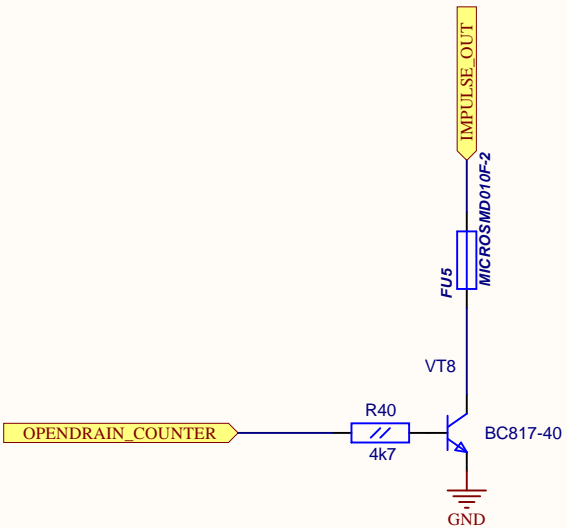 IMPULSE_OUT
MICROSMD010F-2
FU5
VT8
R40
OPENDRAIN_COUNTER
BC817-40
4k7
GND